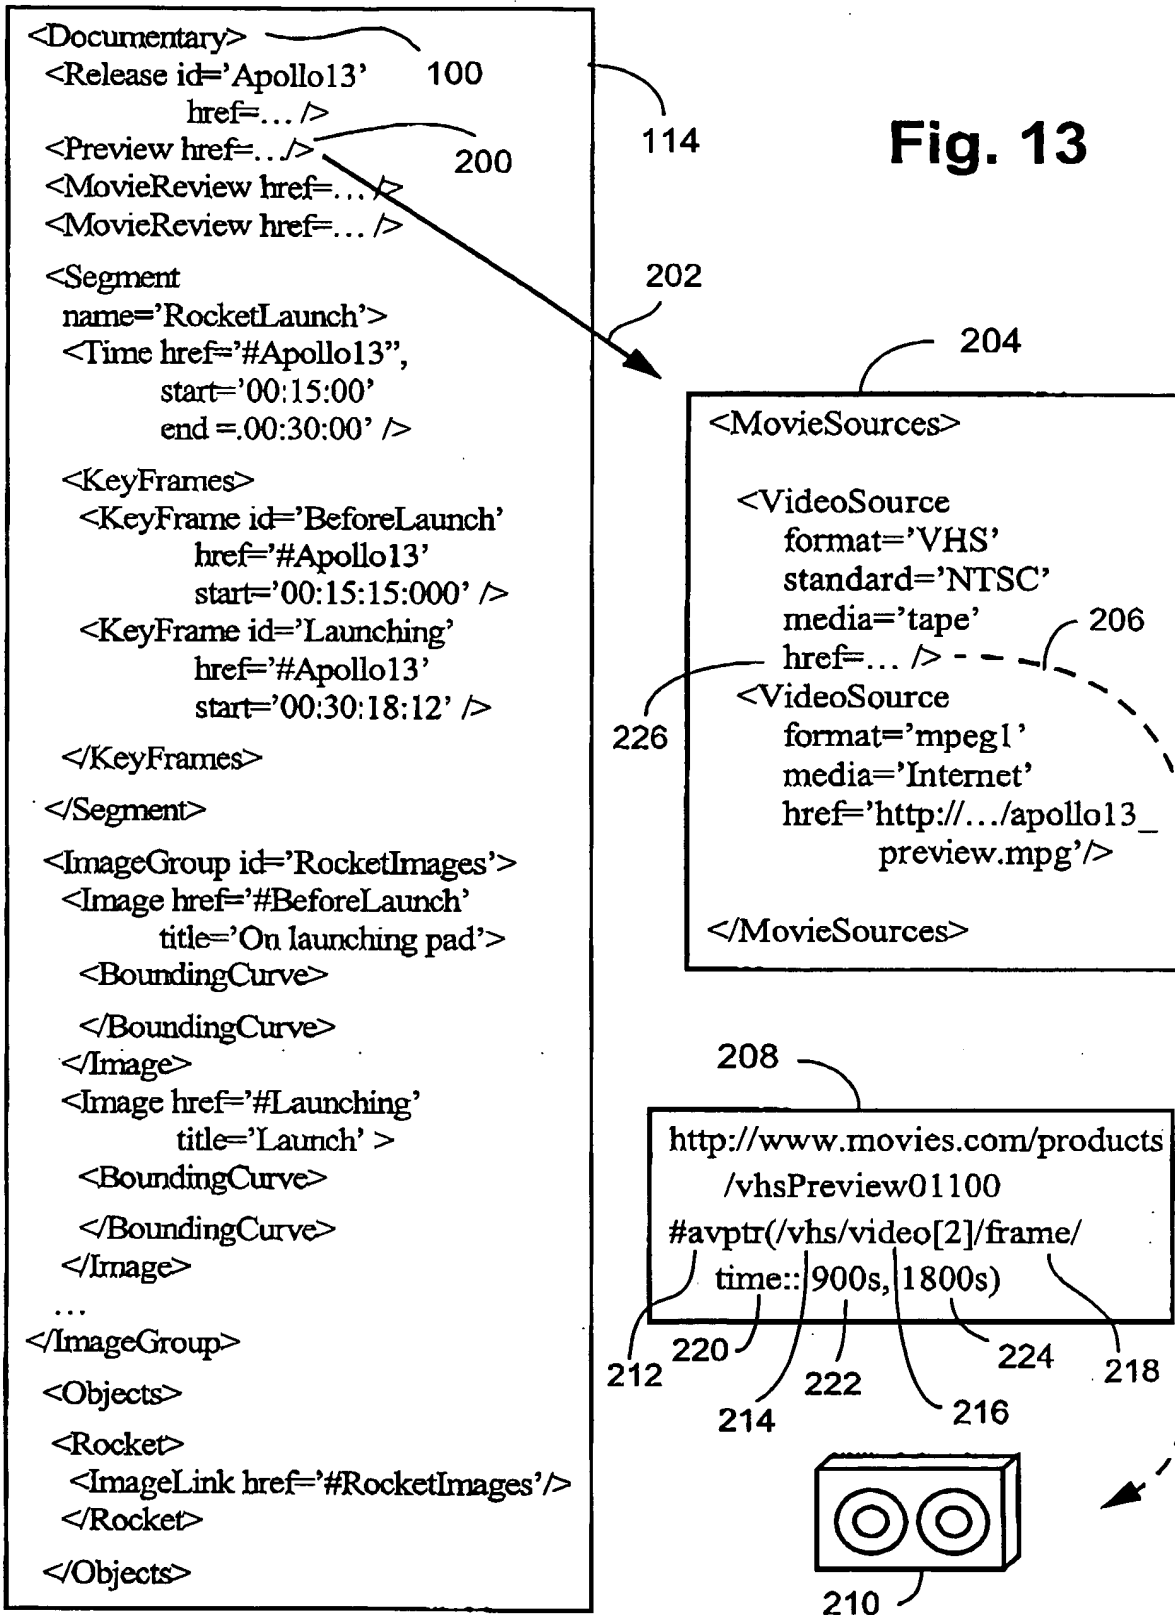 <Documentary>
100
<Release id='Apollo13'
href=... />
<Preview href=.../>
200
<MovieReview href=... />
<MovieReview href=... />
<Segment
name='RocketLaunch'>
<Time href='#Apollo13”,
start='00:15:00'
end =.00:30:00' />
<KeyFrames>
<KeyFrame id='BeforeLaunch'
href='#Apollo13'
start='00:15:15:000' />
<KeyFrame id='Launching'
href='#Apollo13'
start='00:30:18:12' />
</KeyFrames>
</Segment>
<ImageGroup id='RocketImages'>
<Image href='#BeforeLaunch'
title='On launching pad'>
<BoundingCurve>
</BoundingCurve>
</Image>
<Image href='#Launching'
title='Launch' >
<BoundingCurve>
</BoundingCurve>
</Image>
...
</ImageGroup>
<Objects>
<Rocket>
<ImageLink href='#RocketImages'/>
</Rocket>
</Objects>
114
Fig. 13
202
204
<MovieSources>
<VideoSource
format='VHS'
standard='NTSC'
media='tape'
206
href=... />
226
<VideoSource
format='mpeg1'
media='Internet'
href='http://.../apollo13_
preview.mpg'/>
</MovieSources>
208
http://www.movies.com/products
/vhsPreview01100
#avptr(/vhs/video[2]/frame/
time:: 900s, 1800s)
212
220
214
222
216
224
218
210